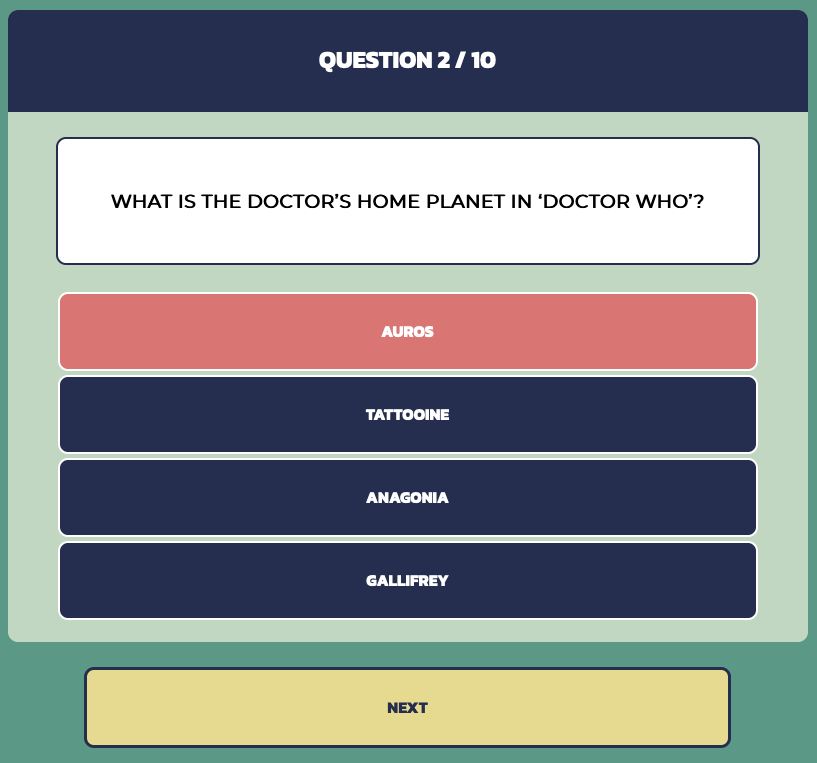 QUESTION 2 / 10
WHAT IS THE DOCTOR’S HOME PLANET IN ‘DOCTOR WHO’?
AUROS
TATTOOINE
ANAGONIA
GALLIFREY
NEXT